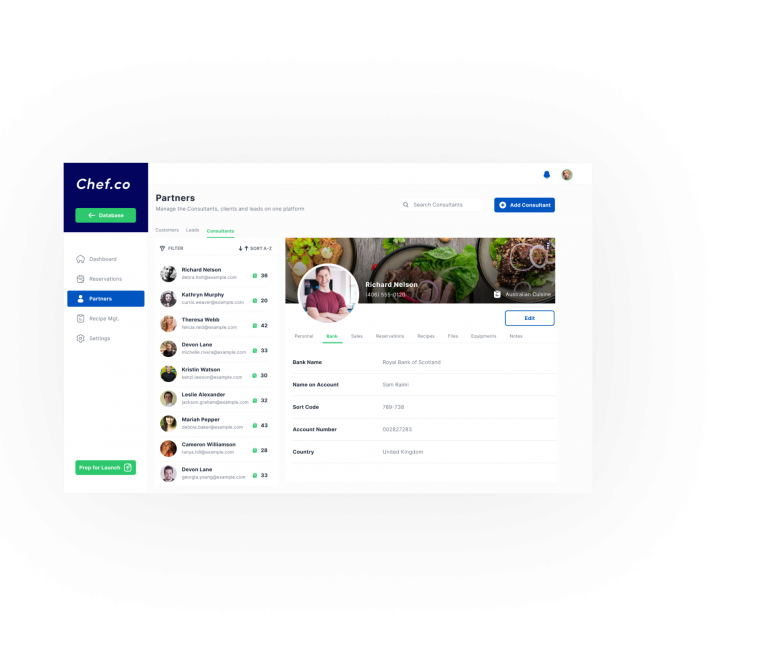 Chef.co
Database
Dashboard
Reservations
Partners
Recipe Mgt.
Settings
Prep for Launch
Partners
Manage the Consultants, clients and leads on one platform
Search Consultants
Add Consultant
Customers Leads Consultants
FILTER SORT A-Z
Richard Nelson
debra.holt@example.com 36
Kathryn Murphy
curtis.weaver@example.com 20
Theresa Webb
felicia.reid@example.com 42
Devon Lane
michelle.rivera@example.com 33
Kristin Watson
kenzi.lawson@example.com 30
Leslie Alexander
jackson.graham@example.com 32
Mariah Pepper
debbie.baker@example.com 43
Cameron Williamson
tanya.hill@example.com 28
Devon Lane
georgia.young@example.com 33
Richard Nelson
(406) 555-0120
Australian Cuisine
Edit
Personal Bank Sales Reservations Recipes Files Equipments Notes
Bank Name Royal Bank of Scotland
Name on Account Sam Raimi
Sort Code 789-738
Account Number 002827283
Country United Kingdom